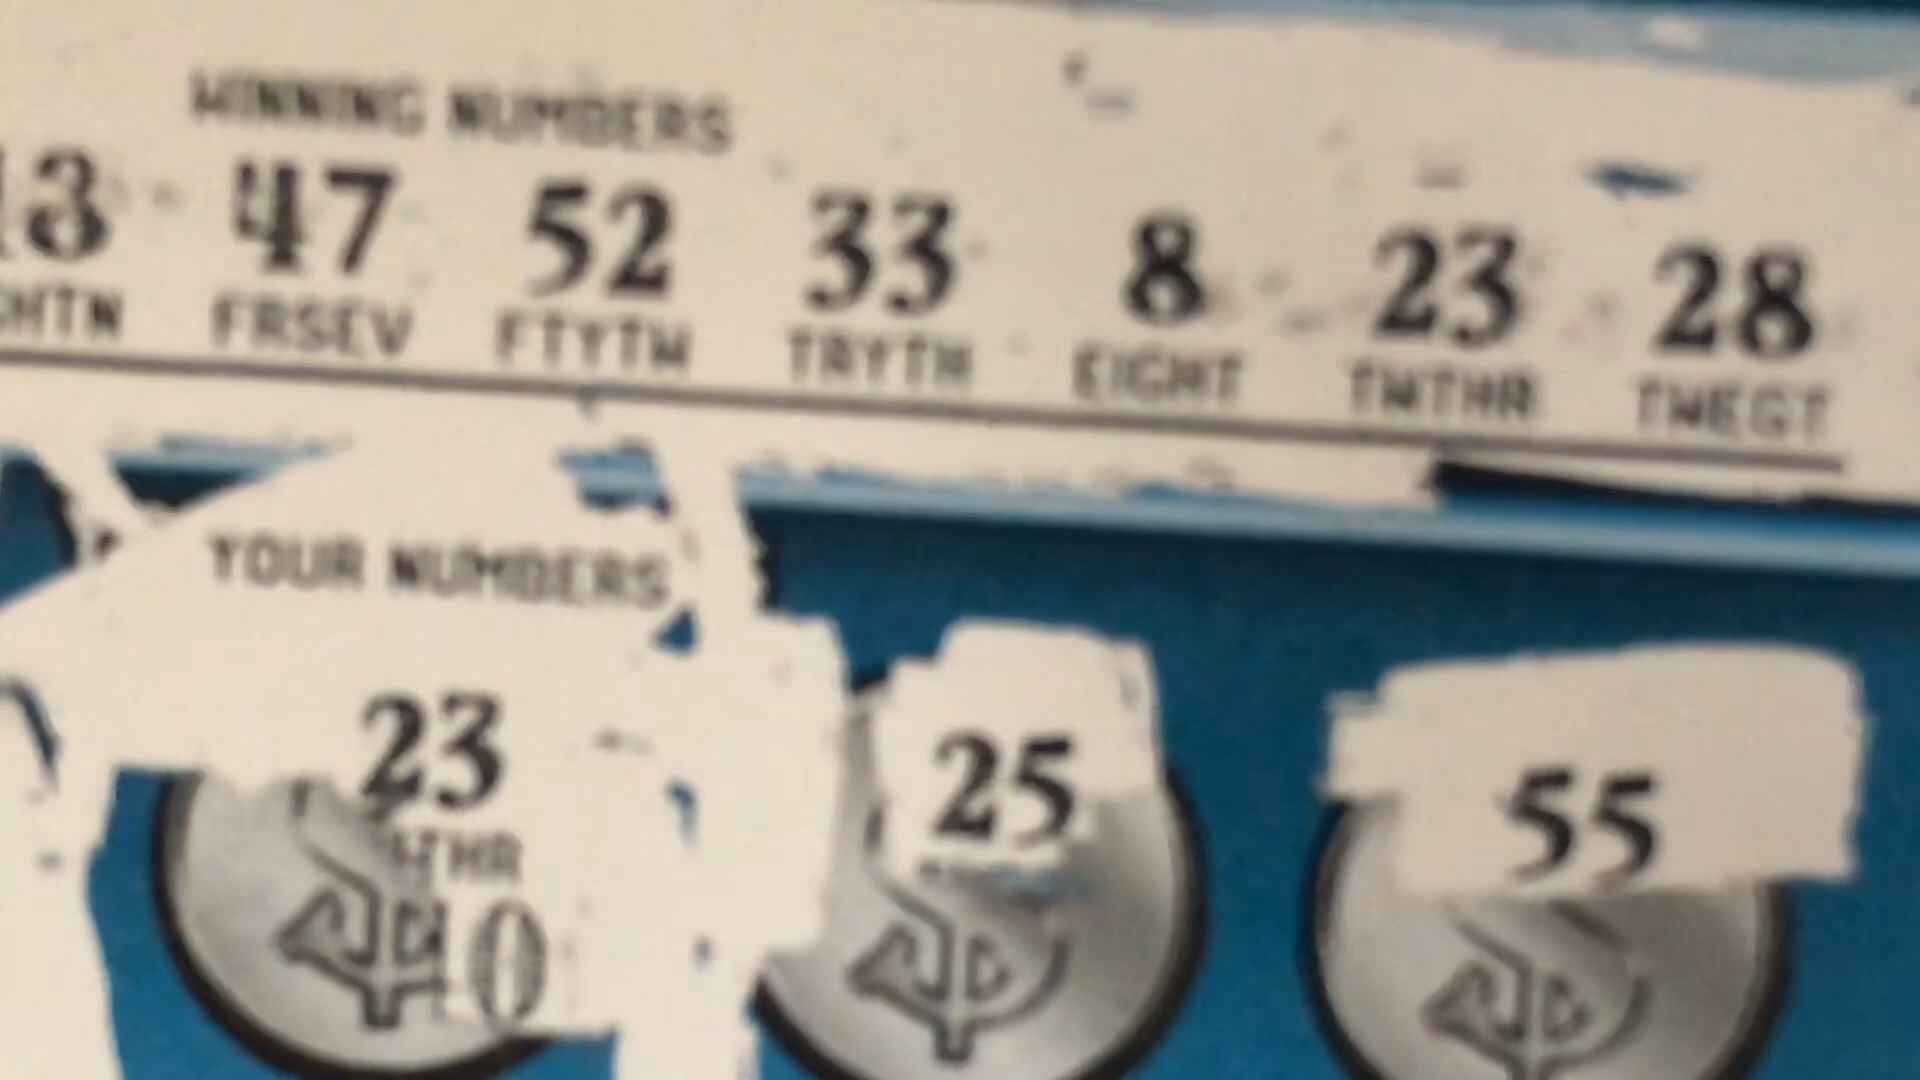 WINNING NUMBERS
47 52 33 8 23 28
FRSEV FTYTW TRYTH EIGHT TWTHR TWEGT
YOUR NUMBERS
23 25 55
THR